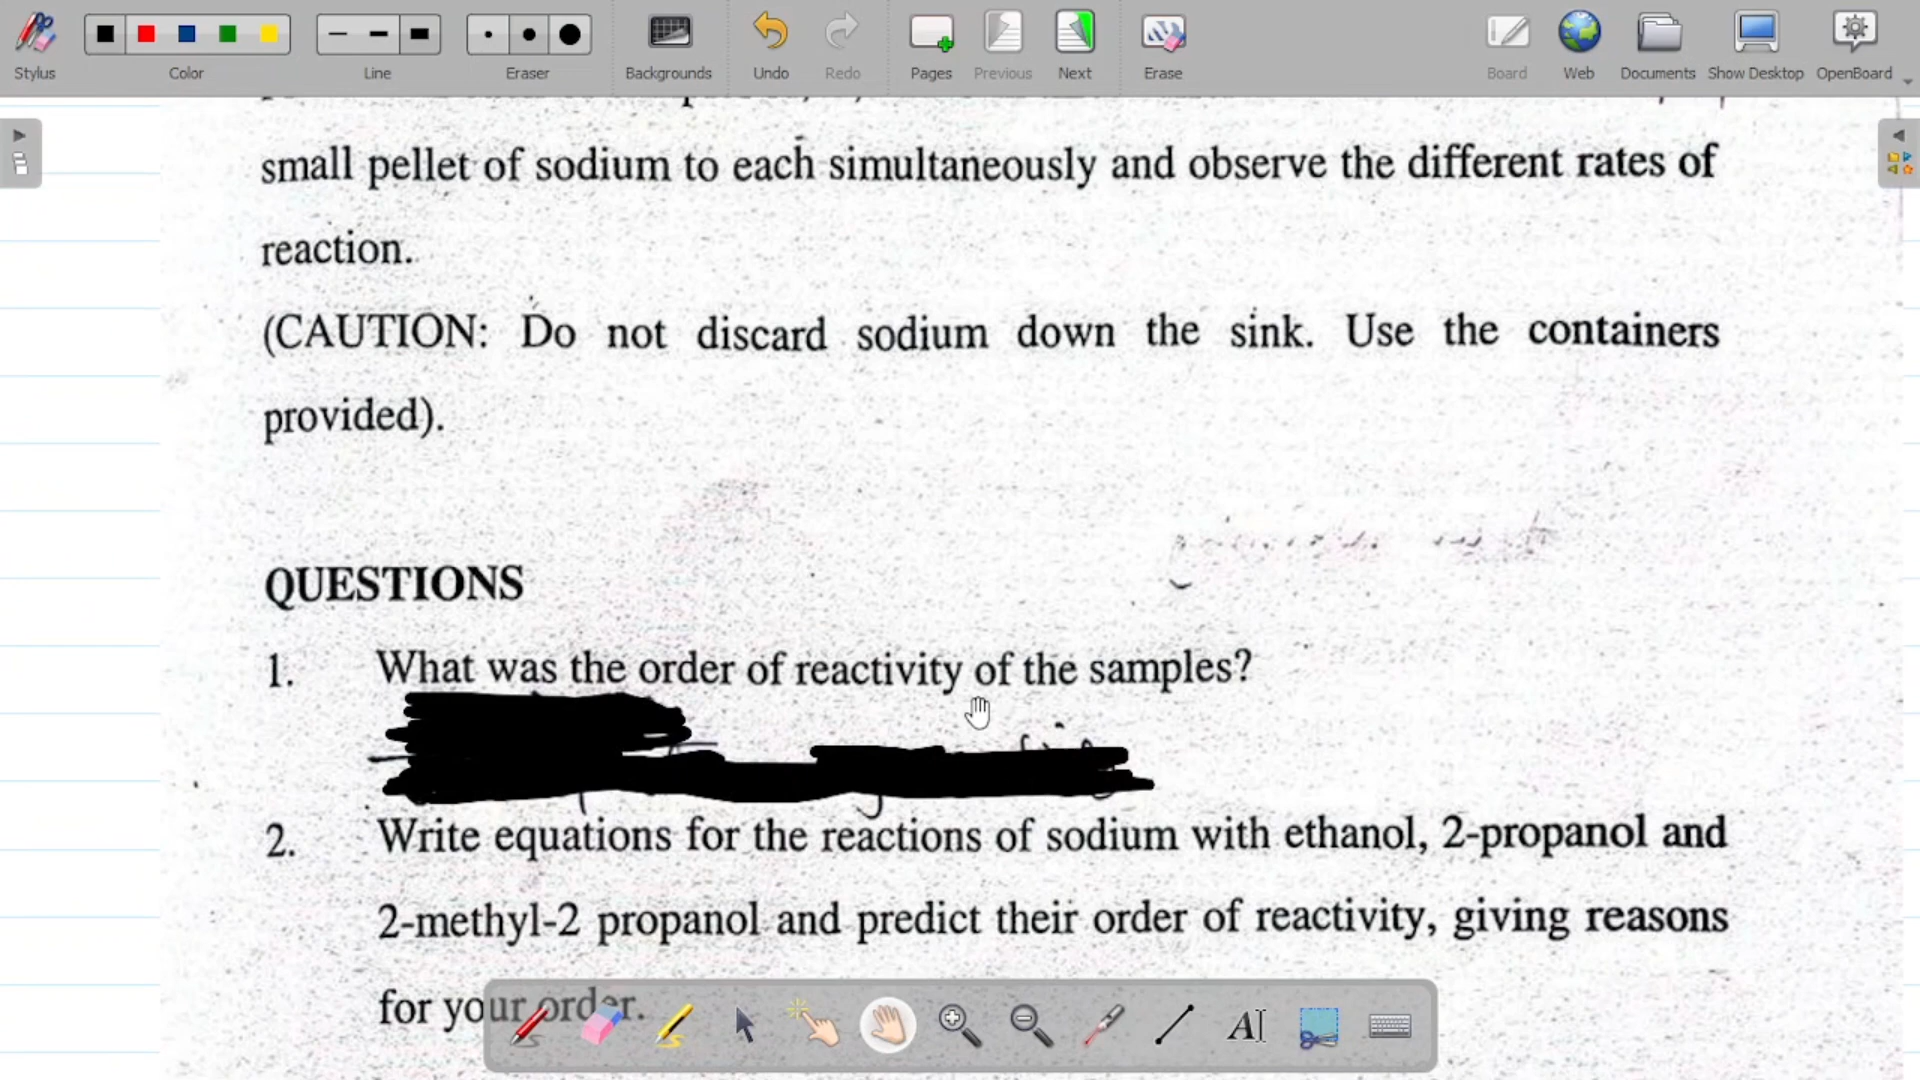 Stylus
Color
Line
Eraser
Backgrounds
Undo
Redo
Pages
Previous
Next
Erase
Board
Web
Documents
Show Desktop
OpenBoard
small pellet of sodium to each simultaneously and observe the different rates of
reaction.
(CAUTION: Do not discard sodium down the sink. Use the containers
provided).
QUESTIONS
1. What was the order of reactivity of the samples?
2. Write equations for the reactions of sodium with ethanol, 2-propanol and
2-methyl-2 propanol and predict their order of reactivity, giving reasons
for your order.